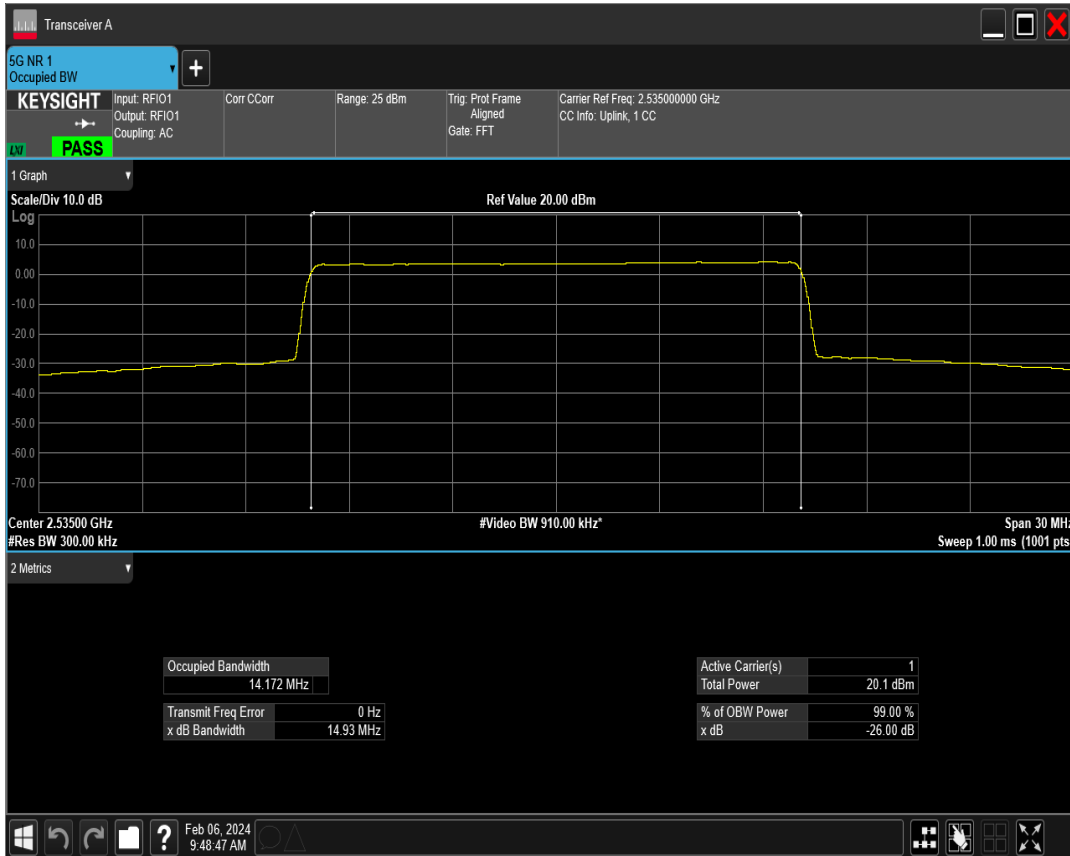 Transceiver A
5G NR 1
Occupied BW
+
KEYSIGHT
Input: RFIO1
Output: RFIO1
Coupling: AC
LXI
PASS
Corr CCorr
Range: 25 dBm
Trig: Prot Frame
Aligned
Gate: FFT
Carrier Ref Freq: 2.535000000 GHz
CC Info: Uplink, 1 CC
1 Graph
Scale/Div 10.0 dB
Ref Value 20.00 dBm
Log
10.0
0.00
-10.0
-20.0
-30.0
-40.0
-50.0
-60.0
-70.0
Center 2.53500 GHz
#Video BW 910.00 kHz*
Span 30 MHz
#Res BW 300.00 kHz
Sweep 1.00 ms (1001 pts
2 Metrics
Occupied Bandwidth
14.172 MHz
Transmit Freq Error 0 Hz
x dB Bandwidth 14.93 MHz
Active Carrier(s) 1
Total Power 20.1 dBm
% of OBW Power 99.00 %
x dB -26.00 dB
?
Feb 06, 2024
9:48:47 AM